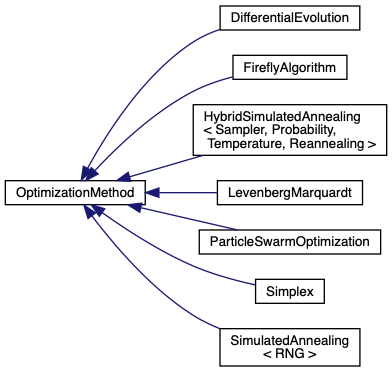 DifferentialEvolution
FireflyAlgorithm
HybridSimulatedAnnealing
< Sampler, Probability,
Temperature, Reannealing >
OptimizationMethod
LevenbergMarquardt
ParticleSwarmOptimization
Simplex
SimulatedAnnealing
< RNG >